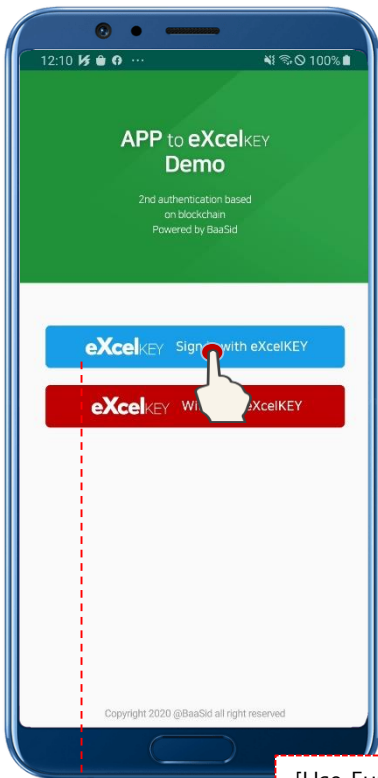 12:10 ··· 100%
APP to eXcelKEY
Demo
2nd authentication based
on blockchain
Powered by BaaSid
eXcelKEY Sign with eXcelKEY
eXcelKEY eXcelKEY
Copyright 2020 @BaaSid all right reserved
[Use